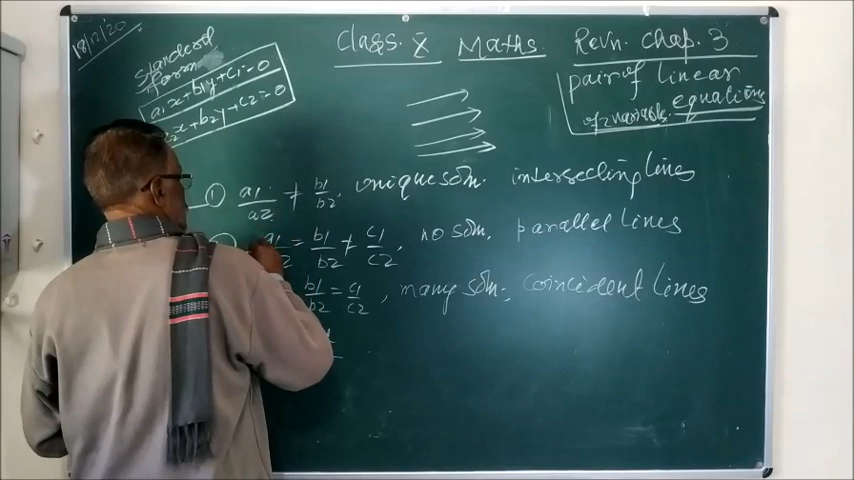 18/12/20
Class. X Maths Revn. Chap. 3
Standard form
a1x+b1y+c1=0
a2x+b2y+c2=0
pair of linear
equations
of 2 variable.
① a1/a2 ≠ b1/b2, unique soln. intersecting lines
a1/a2 = b1/b2 ≠ c1/c2, no soln, parallel lines
b1/b2 = c1/c2, many soln, coincident lines